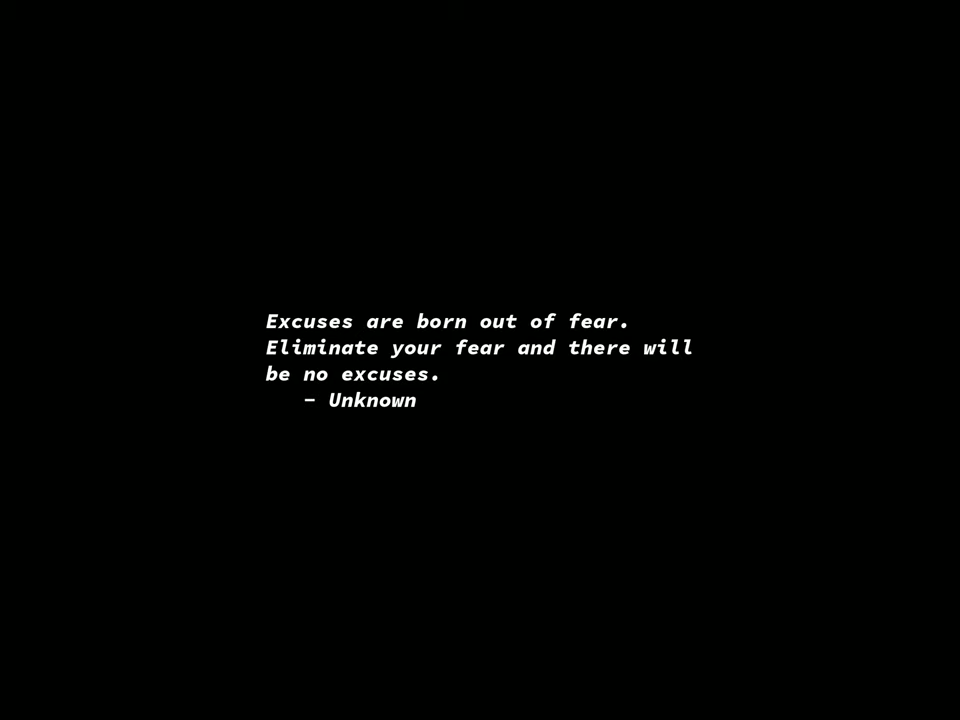 Excuses are born out of fear.
Eliminate your fear and there will
be no excuses.
- Unknown